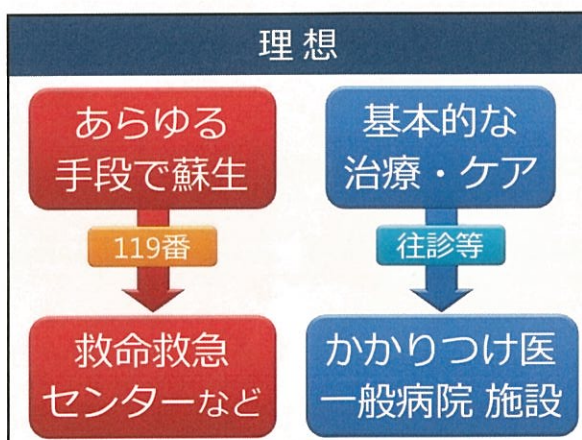 理想
あらゆる
手段で蘇生
119番
救命救急
センターなど
基本的な
治療・ケア
往診等
かかりつけ医
一般病院 施設